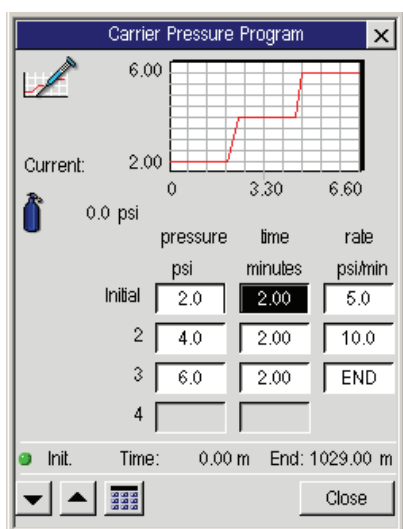 Carrier Pressure Program
6.00
Current: 2.00
0 3.30 6.60
0.0 psi
pressure time rate
psi minutes psi/min
Initial 2.0 2.00 5.0
2 4.0 2.00 10.0
3 6.0 2.00 END
4
Init. Time: 0.00 m End: 1029.00 m
Close